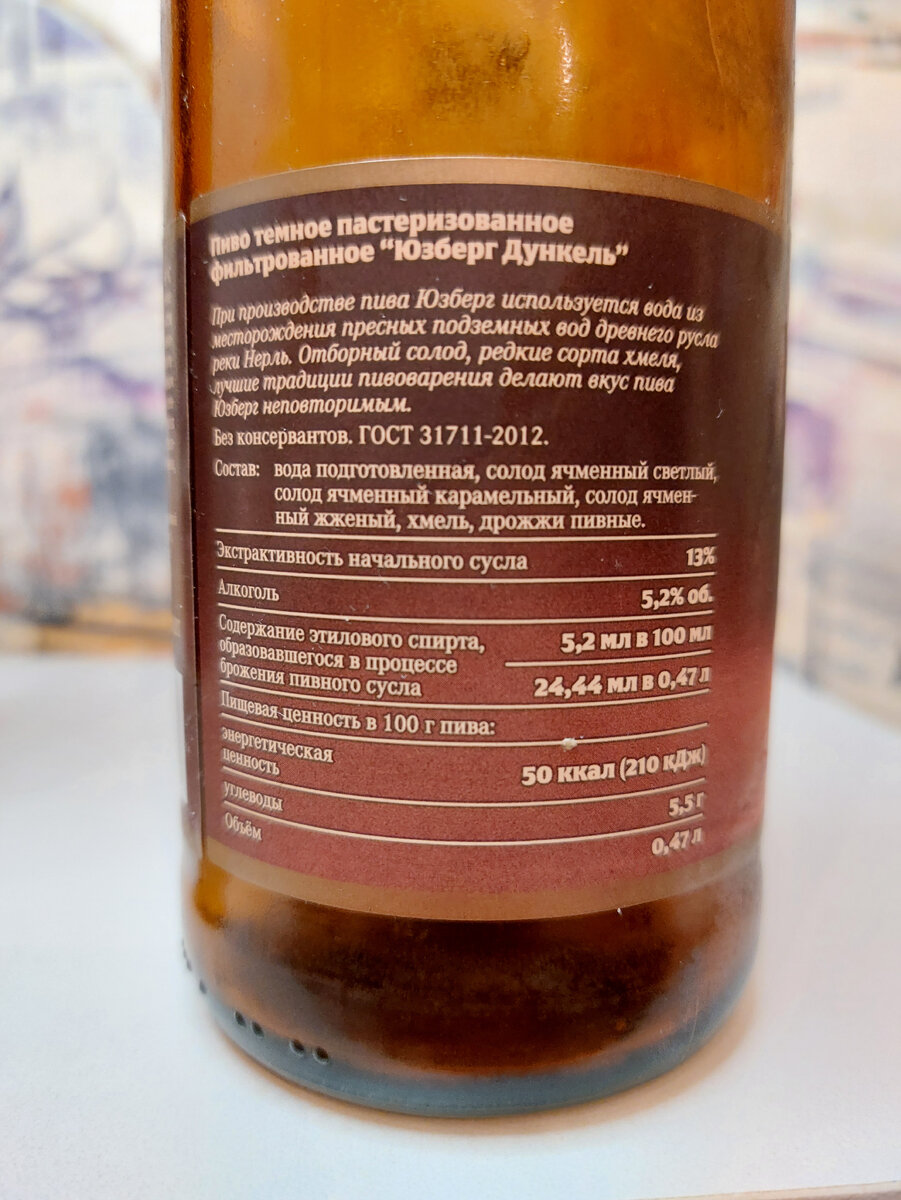 Пиво темное пастеризованное
фильтрованное “Юзберг Дункель”
При производстве пива Юзберг используется вода из
месторождения пресных подземных вод древнего русла
реки Нерль. Отборный солод, редкие сорта хмеля,
лучшие традиции пивоварения делают вкус пива
Юзберг неповторимым.
Без консервантов. ГОСТ 31711-2012.
Состав: вода подготовленная, солод ячменный светлый,
солод ячменный карамельный, солод ячмен-
ный жженый, хмель, дрожжи пивные.
Экстрактивность начального сусла 13%
Алкоголь 5,2% об.
Содержание этилового спирта, 5,2 мл в 100 мл
образовавшегося в процессе
брожения пивного сусла 24,44 мл в 0,47 л
Пищевая ценность в 100 г пива:
энергетическая
ценность 50 ккал (210 кДж)
углеводы 5,5 г
Объём 0,47 л